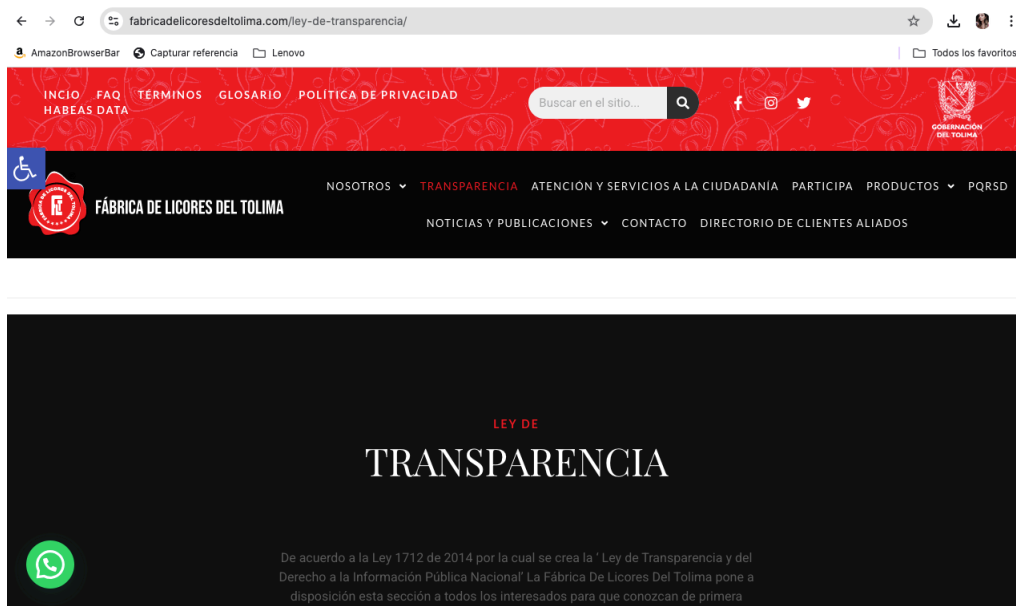 fabricadelicoresdeltolima.com/ley-de-transparencia/
AmazonBrowserBar Capturar referencia Lenovo Todos los favoritos
INCIO FAQ TÉRMINOS GLOSARIO POLÍTICA DE PRIVACIDAD
HABEAS DATA
Buscar en el sitio...
GOBERNACIÓN
DEL TOLIMA
FÁBRICA DE LICORES DEL TOLIMA
NOSOTROS TRANSPARENCIA ATENCIÓN Y SERVICIOS A LA CIUDADANÍA PARTICIPA PRODUCTOS PQRSD
NOTICIAS Y PUBLICACIONES CONTACTO DIRECTORIO DE CLIENTES ALIADOS
LEY DE
TRANSPARENCIA
De acuerdo a la Ley 1712 de 2014 por la cual se crea la ' Ley de Transparencia y del
Derecho a la Información Pública Nacional' La Fábrica De Licores Del Tolima pone a
disposición esta sección a todos los interesados para que conozcan de primera